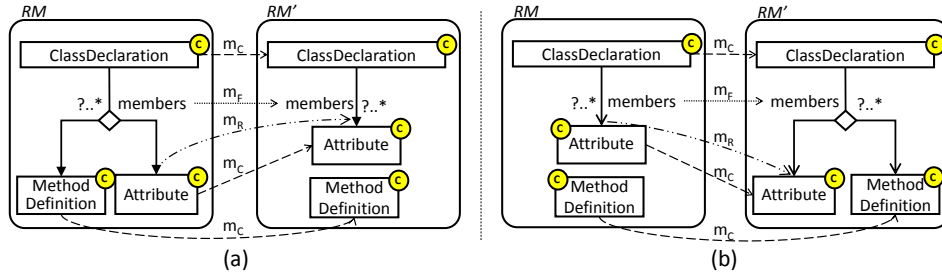 RM
RM'
C
C
ClassDeclaration
m_C
ClassDeclaration
?..*
members
m_F
members
?..*
m_R
C
Attribute
m_C
C
C
C
Method
Definition
Attribute
Method
Definition
m_C
(a)
RM
RM'
C
C
ClassDeclaration
m_C
ClassDeclaration
?..*
members
m_F
members
?..*
m_R
C
Attribute
m_C
C
C
C
Method
Definition
Attribute
Method
Definition
m_C
(b)